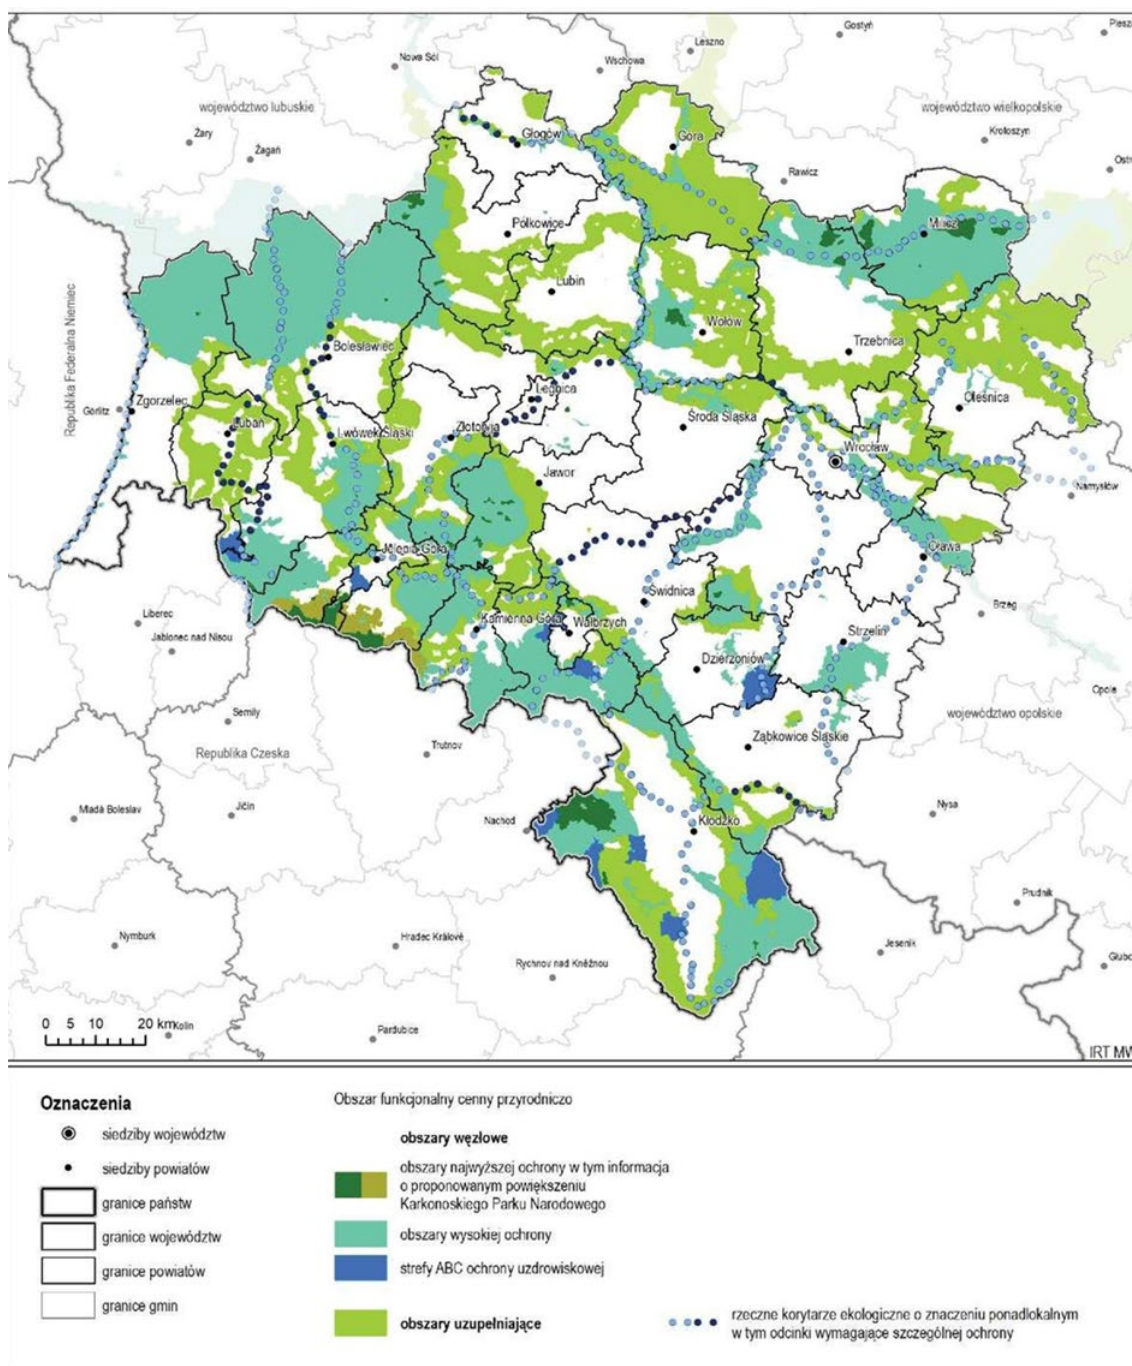 Gostyń
Leszno
Nowa Sól
Wschowa
województwo lubuskie
województwo wielkopolskie
Krotoszyn
Żary
Żagań
Głogów
Góra
Rawicz
Milicz
Polkowice
Lubin
Wołów
Republika Federalna Niemiec
Bolesławiec
Trzebnica
Legnica
Zgorzelec
Görlitz
Oleśnica
Środa Śląska
Lubań
Lwówek Śląski
Złotoryja
Wrocław
Jawor
Namysłów
Jelenia Góra
Oława
Świdnica
Brzeg
Liberec
Jablonec nad Nisou
Kamienna Góra
Wałbrzych
Strzelin
Dzierżoniów
Opole
Semily
województwo opolskie
Republika Czeska
Trutnov
Ząbkowice Śląskie
Mladá Boleslav
Jičín
Nysa
Nachod
Kłodzko
Prudnik
Nymburk
Hradec Králové
Jesenik
Rychnov nad Kněžnou
0 5 10 20 km
Kolín
Pardubice
IRT MW
Oznaczenia
siedziby województw
siedziby powiatów
granice państw
granice województw
granice powiatów
granice gmin
Obszar funkcjonalny cenny przyrodniczo
obszary węzłowe
obszary najwyższej ochrony w tym informacja
o proponowanym powiększeniu
Karkonoskiego Parku Narodowego
obszary wysokiej ochrony
strefy ABC ochrony uzdrowiskowej
obszary uzupełniające
rzeczne korytarze ekologiczne o znaczeniu ponadlokalnym
w tym odcinki wymagające szczególnej ochrony